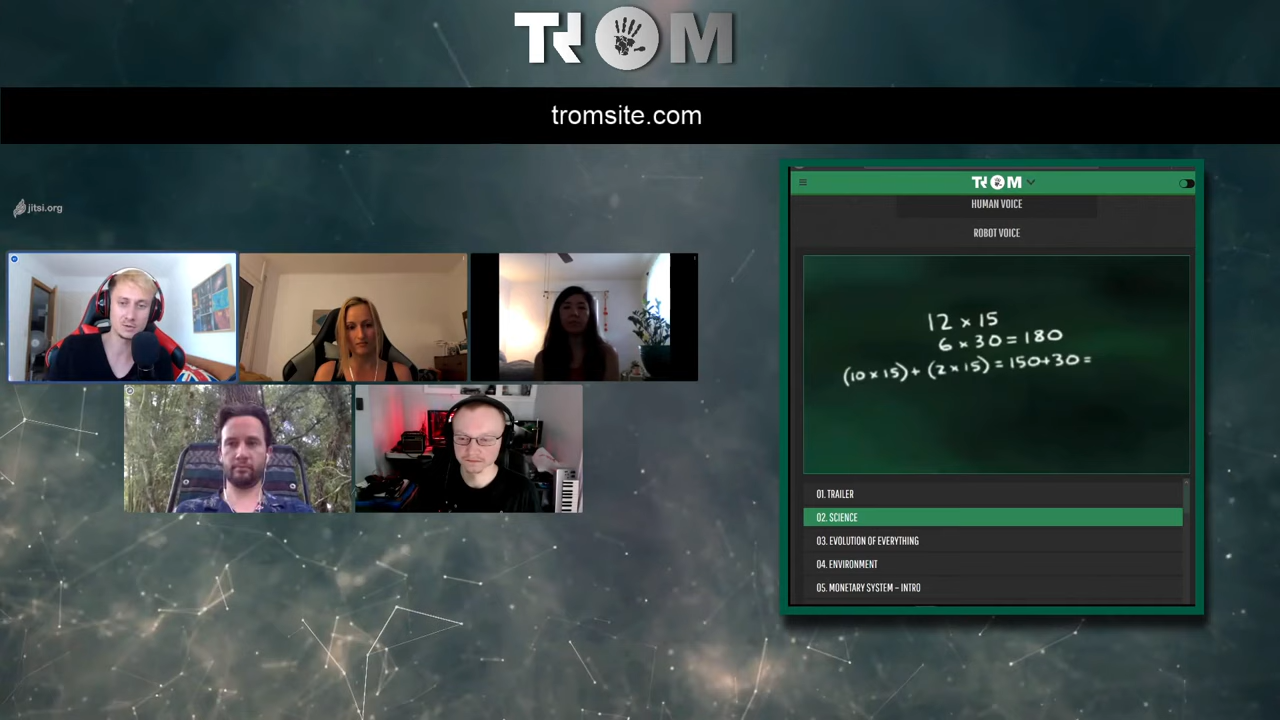 TROM
tromsite.com
jitsi.org
TROM
HUMAN VOICE
ROBOT VOICE
12 x 15
6 x 30 = 180
(10 x 15) + (2 x 15) = 150+30 =
01. TRAILER
02. SCIENCE
03. EVOLUTION OF EVERYTHING
04. ENVIRONMENT
05. MONETARY SYSTEM – INTRO